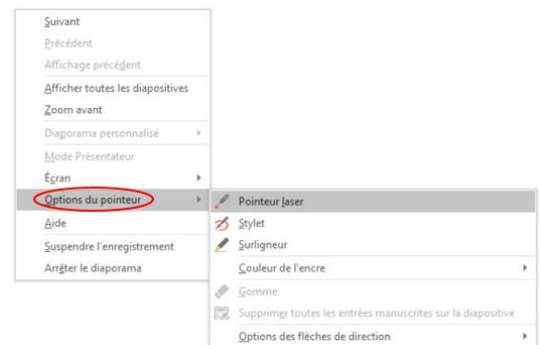 Suivant
Précédent
Affichage précédent
Afficher toutes les diapositives
Zoom avant
Diaporama personnalisé
Mode Présentateur
Écran
Options du pointeur
Aide
Suspendre l'enregistrement
Arrêter le diaporama
Pointeur laser
Stylet
Surligneur
Couleur de l'encre
Gomme
Supprimer toutes les entrées manuscrites sur la diapositive
Options des flèches de direction